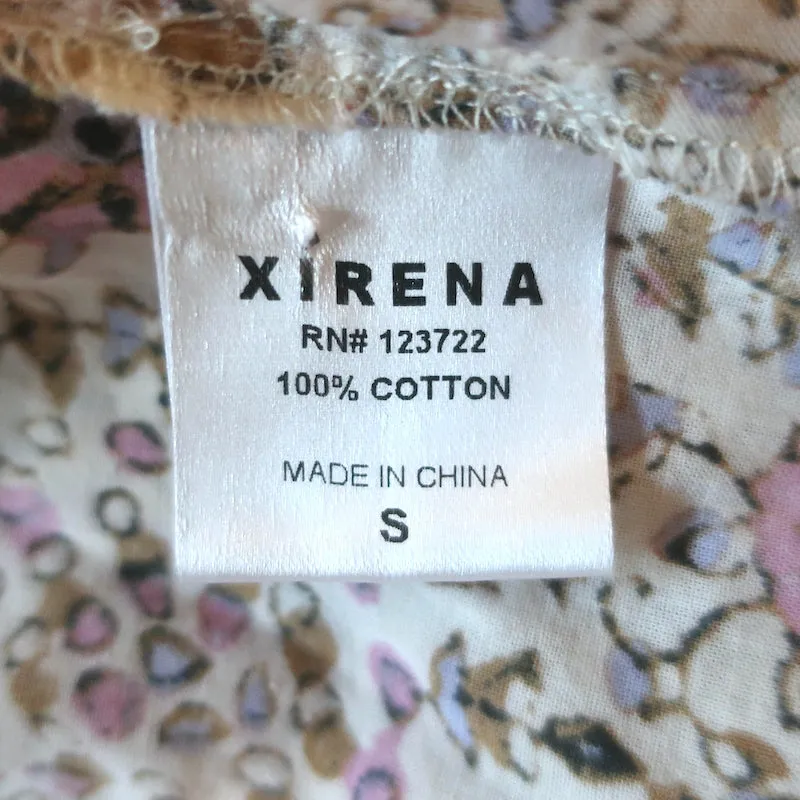 XIRENA
RN# 123722
100% COTTON
MADE IN CHINA
S